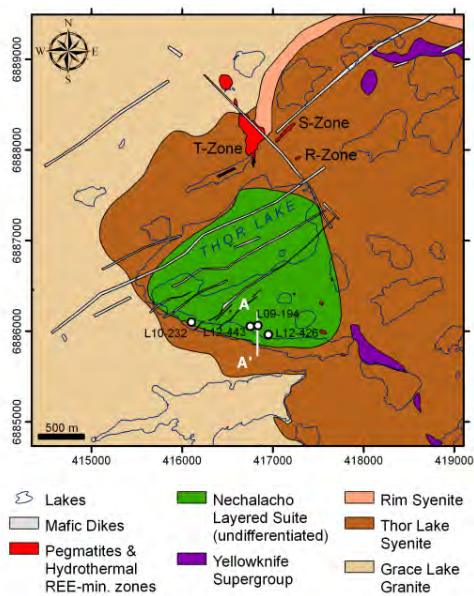 N
W E
S
6889000
6888000
6887000
6886000
6885000
S-Zone
T-Zone
R-Zone
THOR LAKE
A
L09-194
L10-232
L12-443
L12-426
A'
500 m
415000 416000 417000 418000 419000
Lakes
Mafic Dikes
Pegmatites &
Hydrothermal
REE-min. zones
Nechalacho
Layered Suite
(undifferentiated)
Yellowknife
Supergroup
Rim Syenite
Thor Lake
Syenite
Grace Lake
Granite